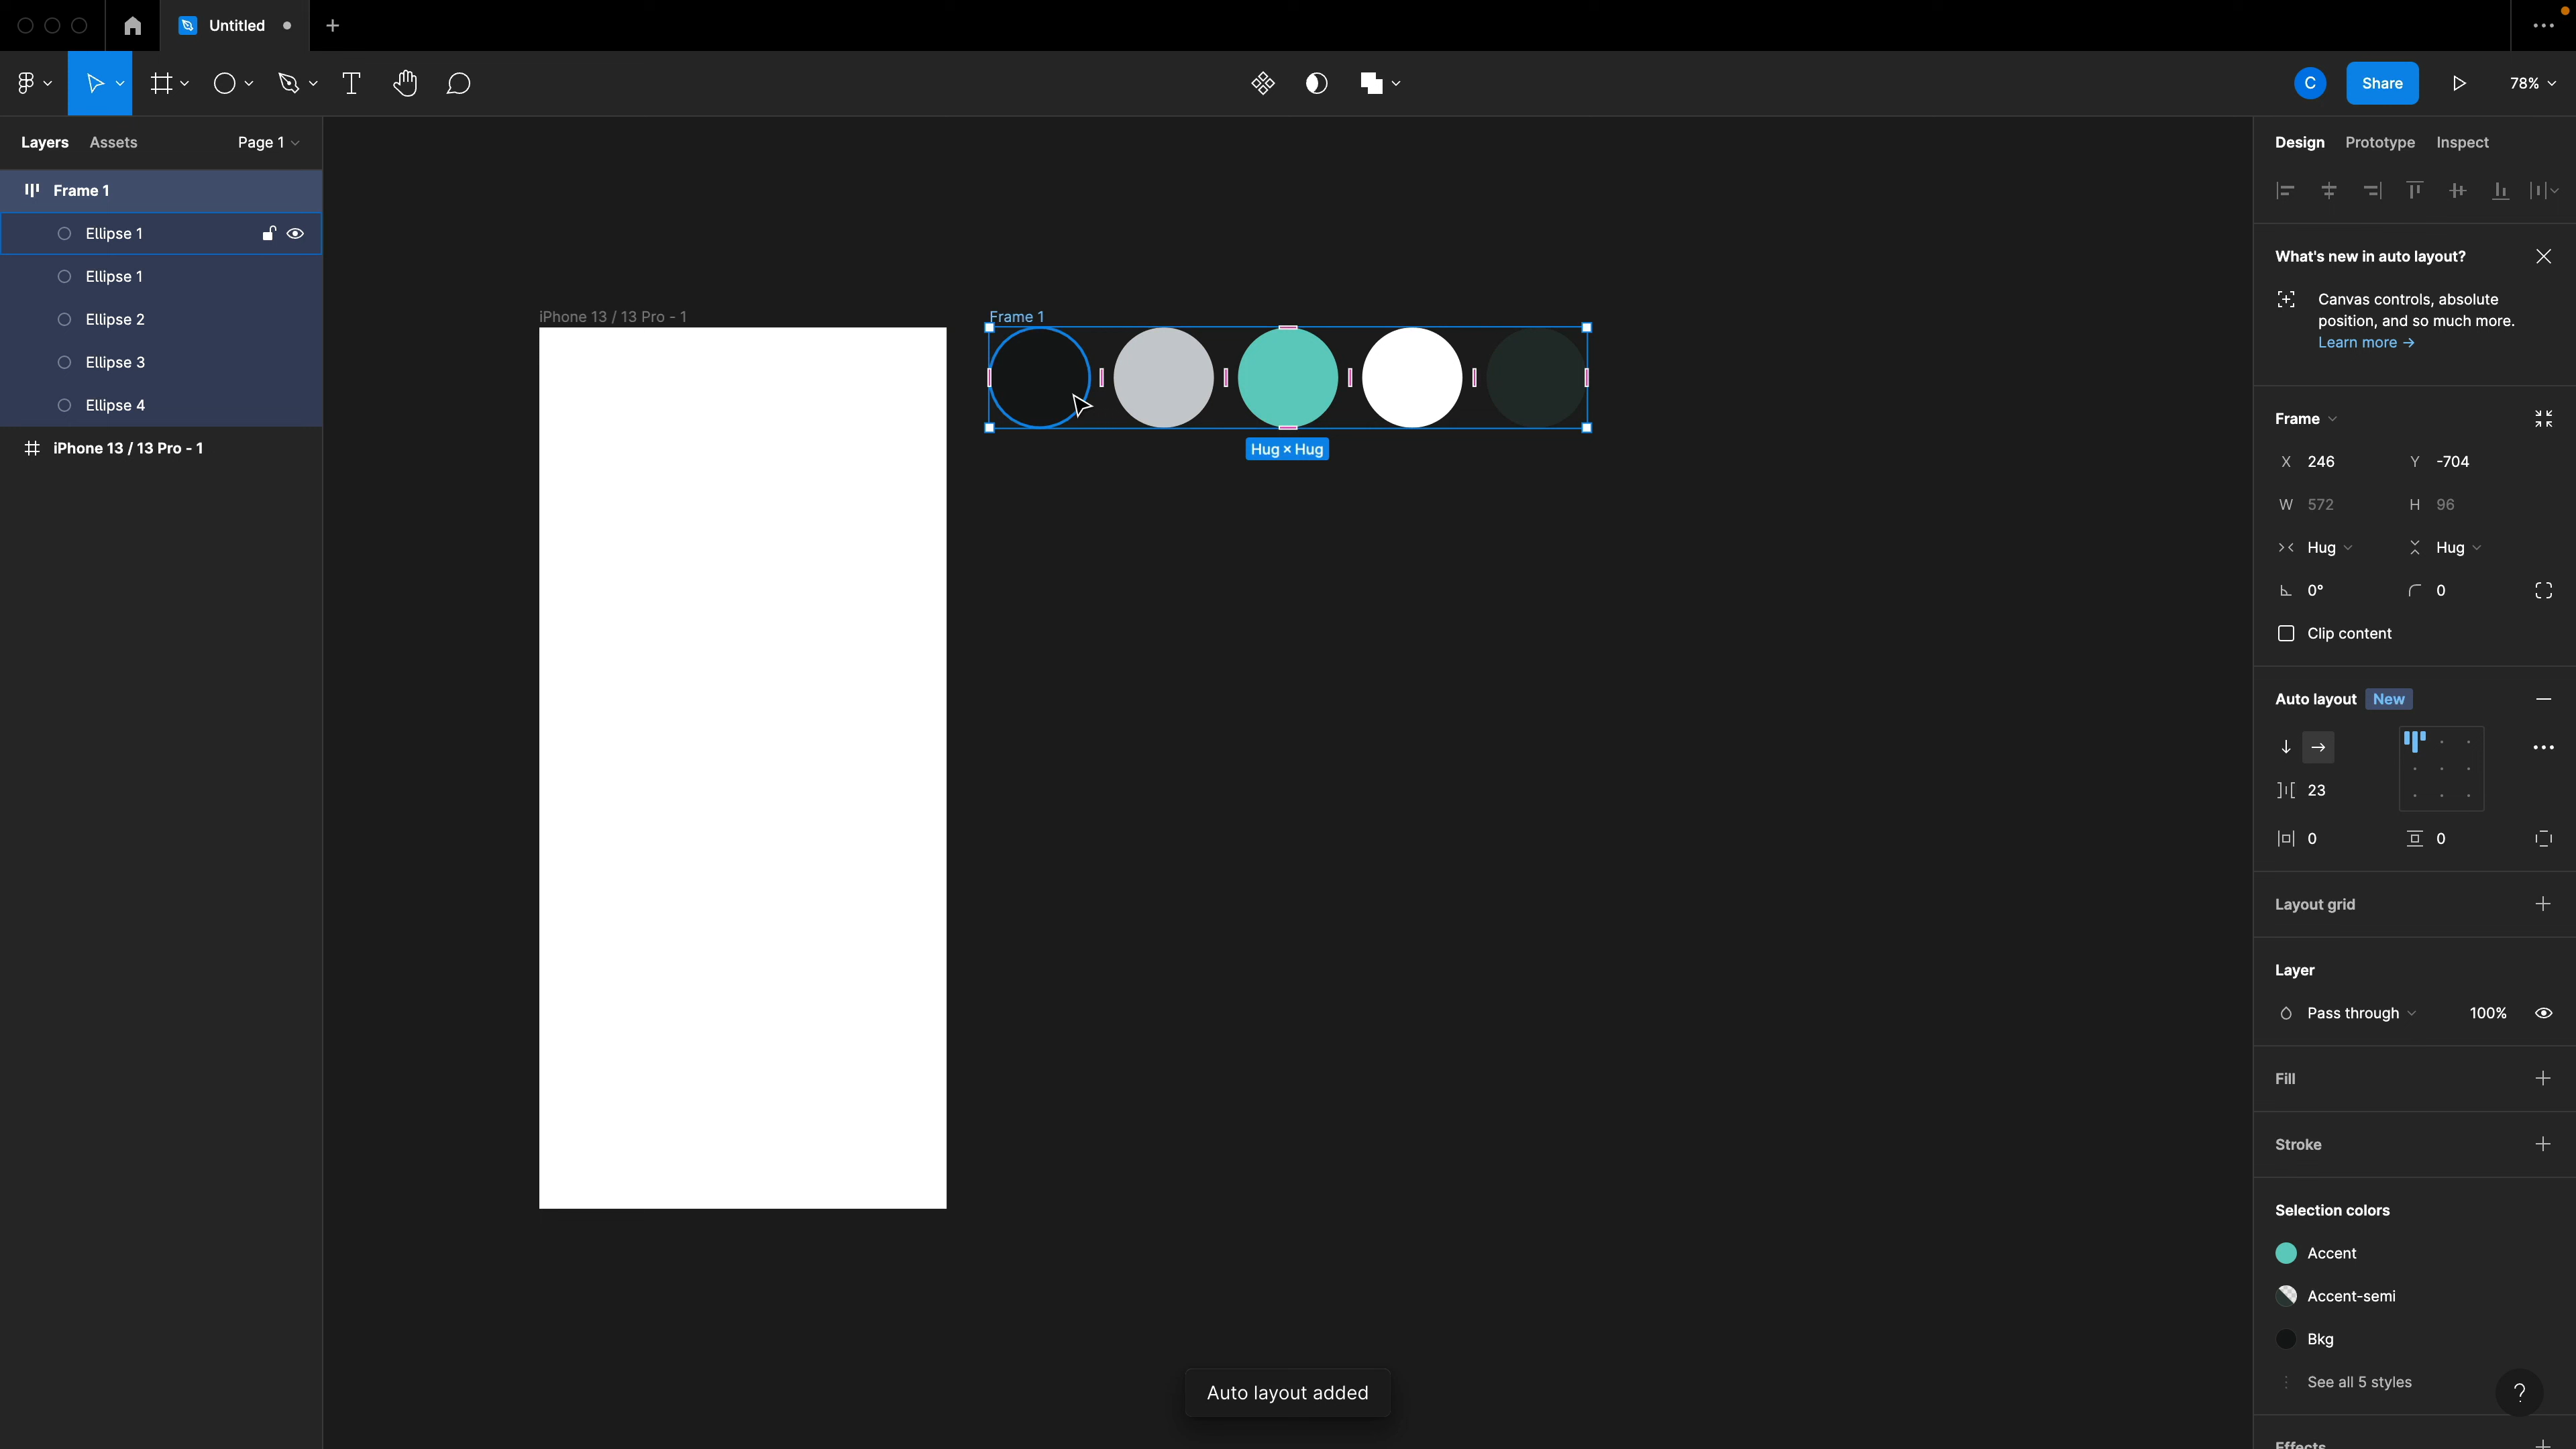 Untitled
C
Share
78%
Layers
Assets
Page 1
Design
Prototype
Inspect
Frame 1
Ellipse 1
Ellipse 1
Ellipse 2
Ellipse 3
Ellipse 4
iPhone 13 / 13 Pro - 1
iPhone 13 / 13 Pro - 1
Frame 1
Hug × Hug
Auto layout added
What's new in auto layout?
Canvas controls, absolute
position, and so much more.
Learn more →
Frame
X 246
Y -704
W 572
H 96
Hug
Hug
0°
0
Clip content
Auto layout New
23
0
0
Layout grid
Layer
Pass through
100%
Fill
Stroke
Selection colors
Accent
Accent-semi
Bkg
See all 5 styles
?
Effects